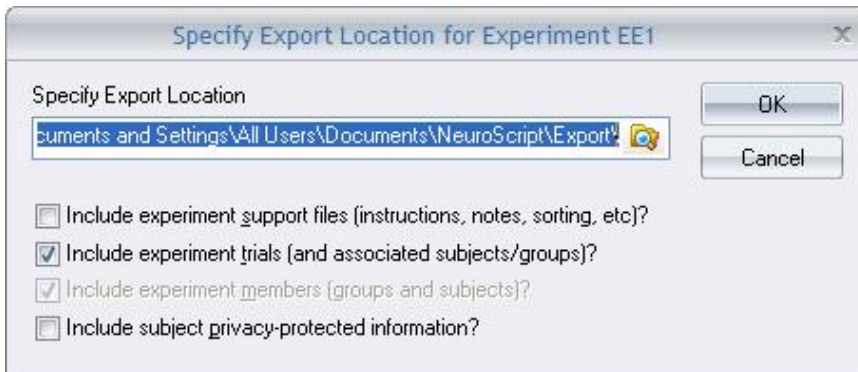 Specify Export Location for Experiment EE1
Specify Export Location
cuments and Settings\All Users\Documents\NeuroScript\Export\
OK
Cancel
Include experiment support files (instructions, notes, sorting, etc)?
Include experiment trials (and associated subjects/groups)?
Include experiment members (groups and subjects)?
Include subject privacy-protected information?